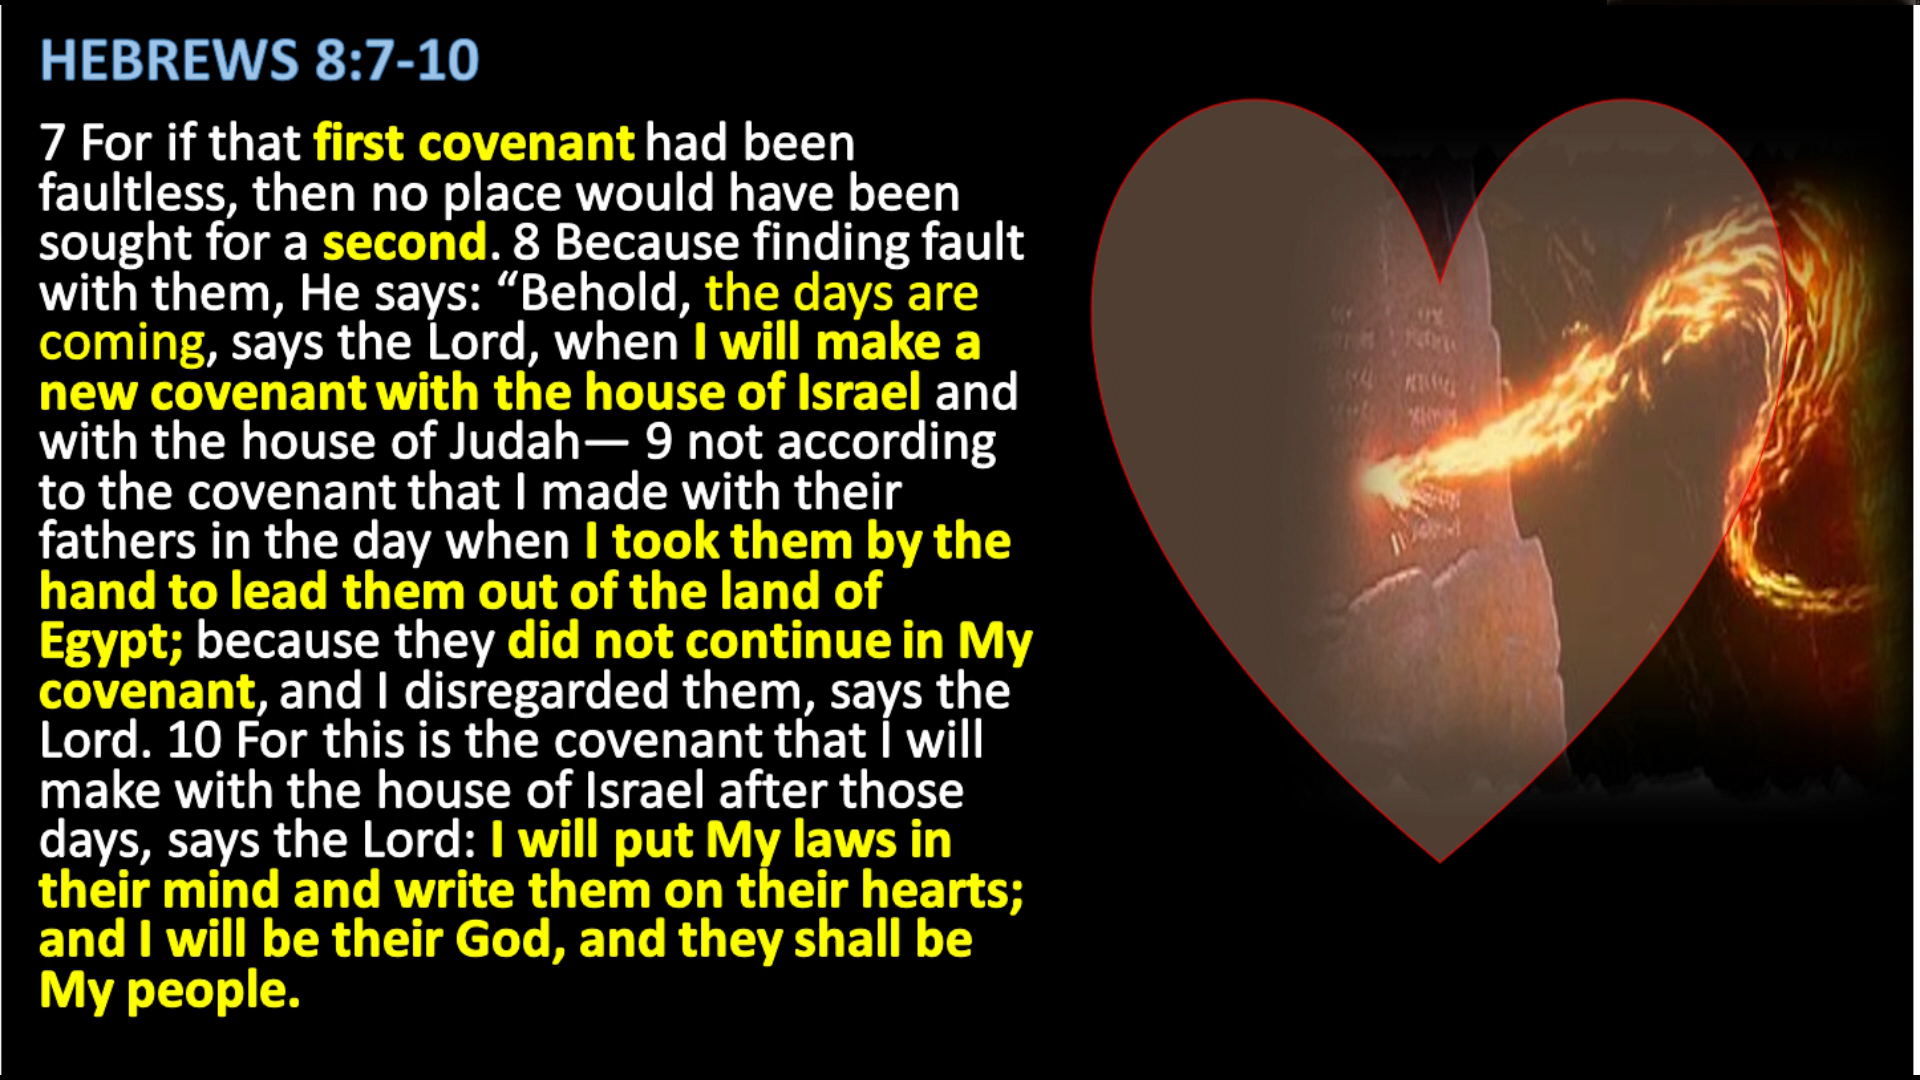 HEBREWS 8:7-10
7 For if that first covenant had been
faultless, then no place would have been
sought for a second. 8 Because finding fault
with them, He says: “Behold, the days are
coming, says the Lord, when I will make a
new covenant with the house of Israel and
with the house of Judah— 9 not according
to the covenant that I made with their
fathers in the day when I took them by the
hand to lead them out of the land of
Egypt; because they did not continue in My
covenant, and I disregarded them, says the
Lord. 10 For this is the covenant that I will
make with the house of Israel after those
days, says the Lord: I will put My laws in
their mind and write them on their hearts;
and I will be their God, and they shall be
My people.